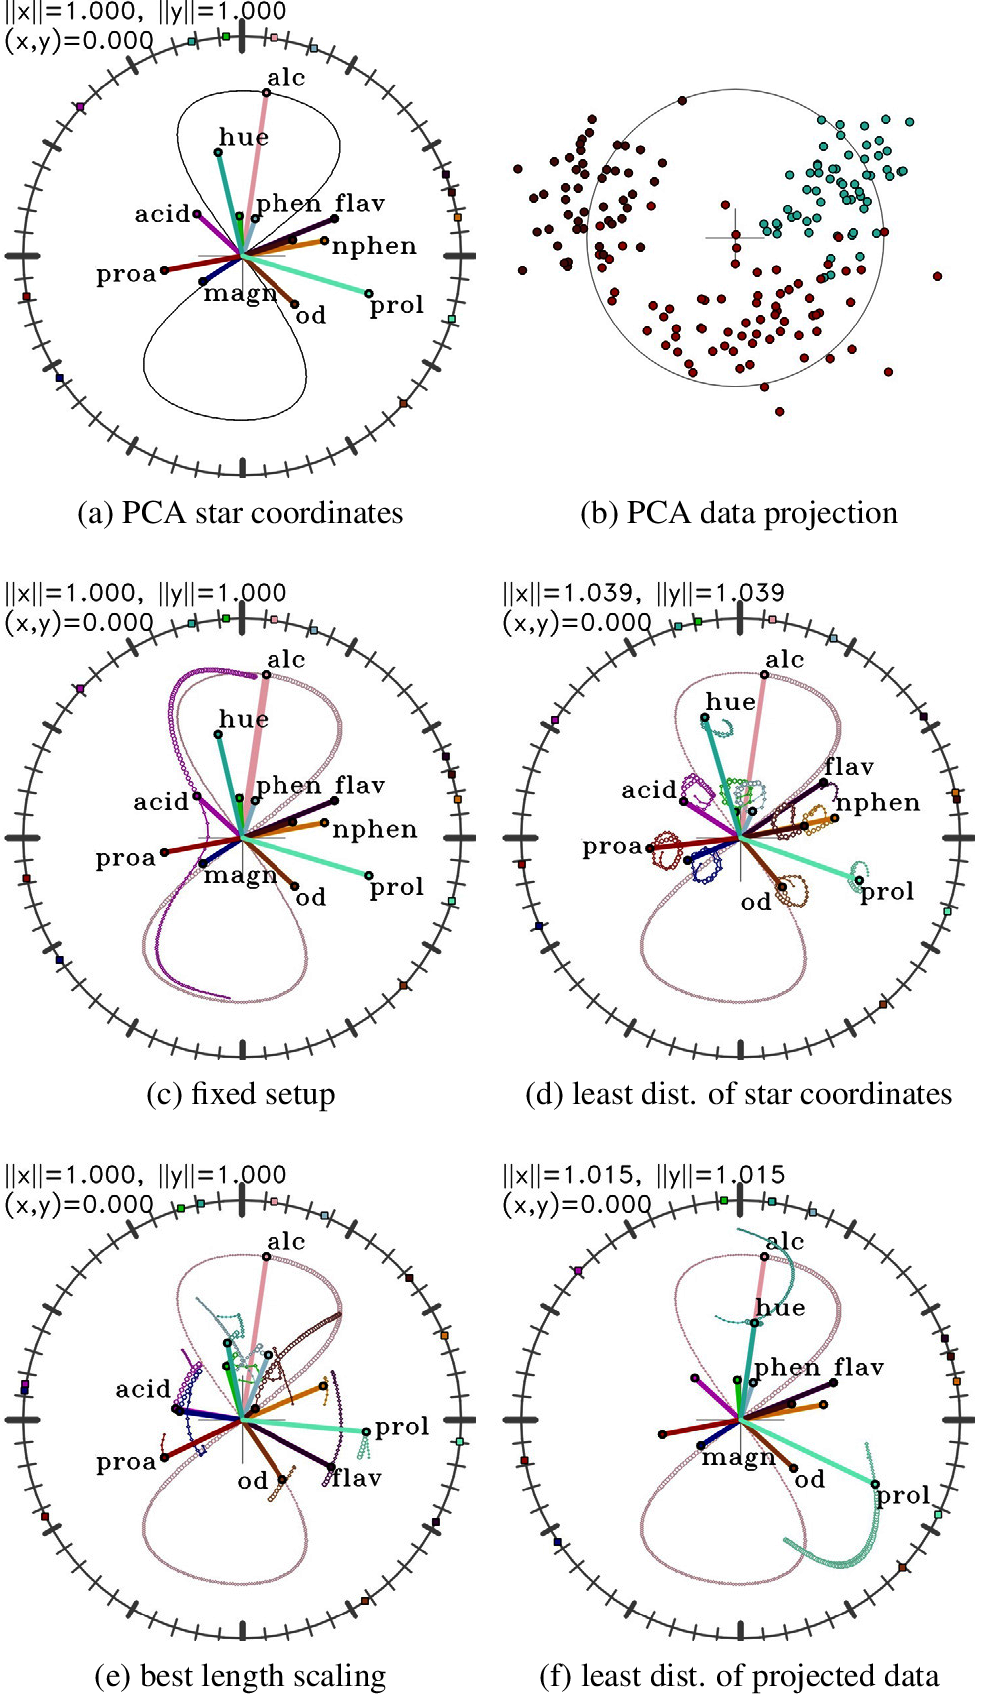 ||x||=1.000, ||y||=1.000
(x,y)=0.000
alc
hue
acid
phen flav
nphen
proa
magn
od
prol
(a) PCA star coordinates
(b) PCA data projection
||x||=1.000, ||y||=1.000
(x,y)=0.000
alc
hue
acid
phen flav
nphen
proa
magn
od
prol
(c) fixed setup
||x||=1.039, ||y||=1.039
(x,y)=0.000
alc
hue
flav
acid
nphen
proa
od
prol
(d) least dist. of star coordinates
||x||=1.000, ||y||=1.000
(x,y)=0.000
alc
acid
prol
proa
od
flav
(e) best length scaling
||x||=1.015, ||y||=1.015
(x,y)=0.000
alc
hue
phen flav
magn
od
prol
(f) least dist. of projected data